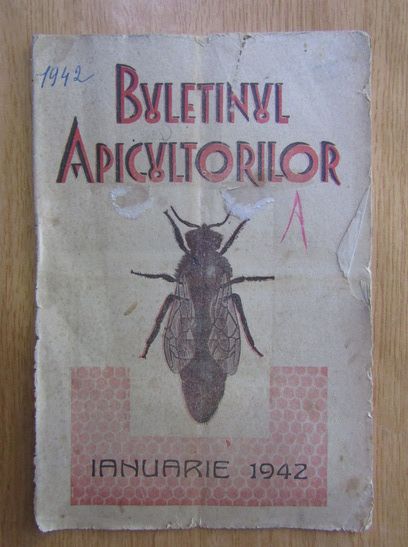 1942
BULETINUL
APICULTORILOR
A
IANUARIE 1942